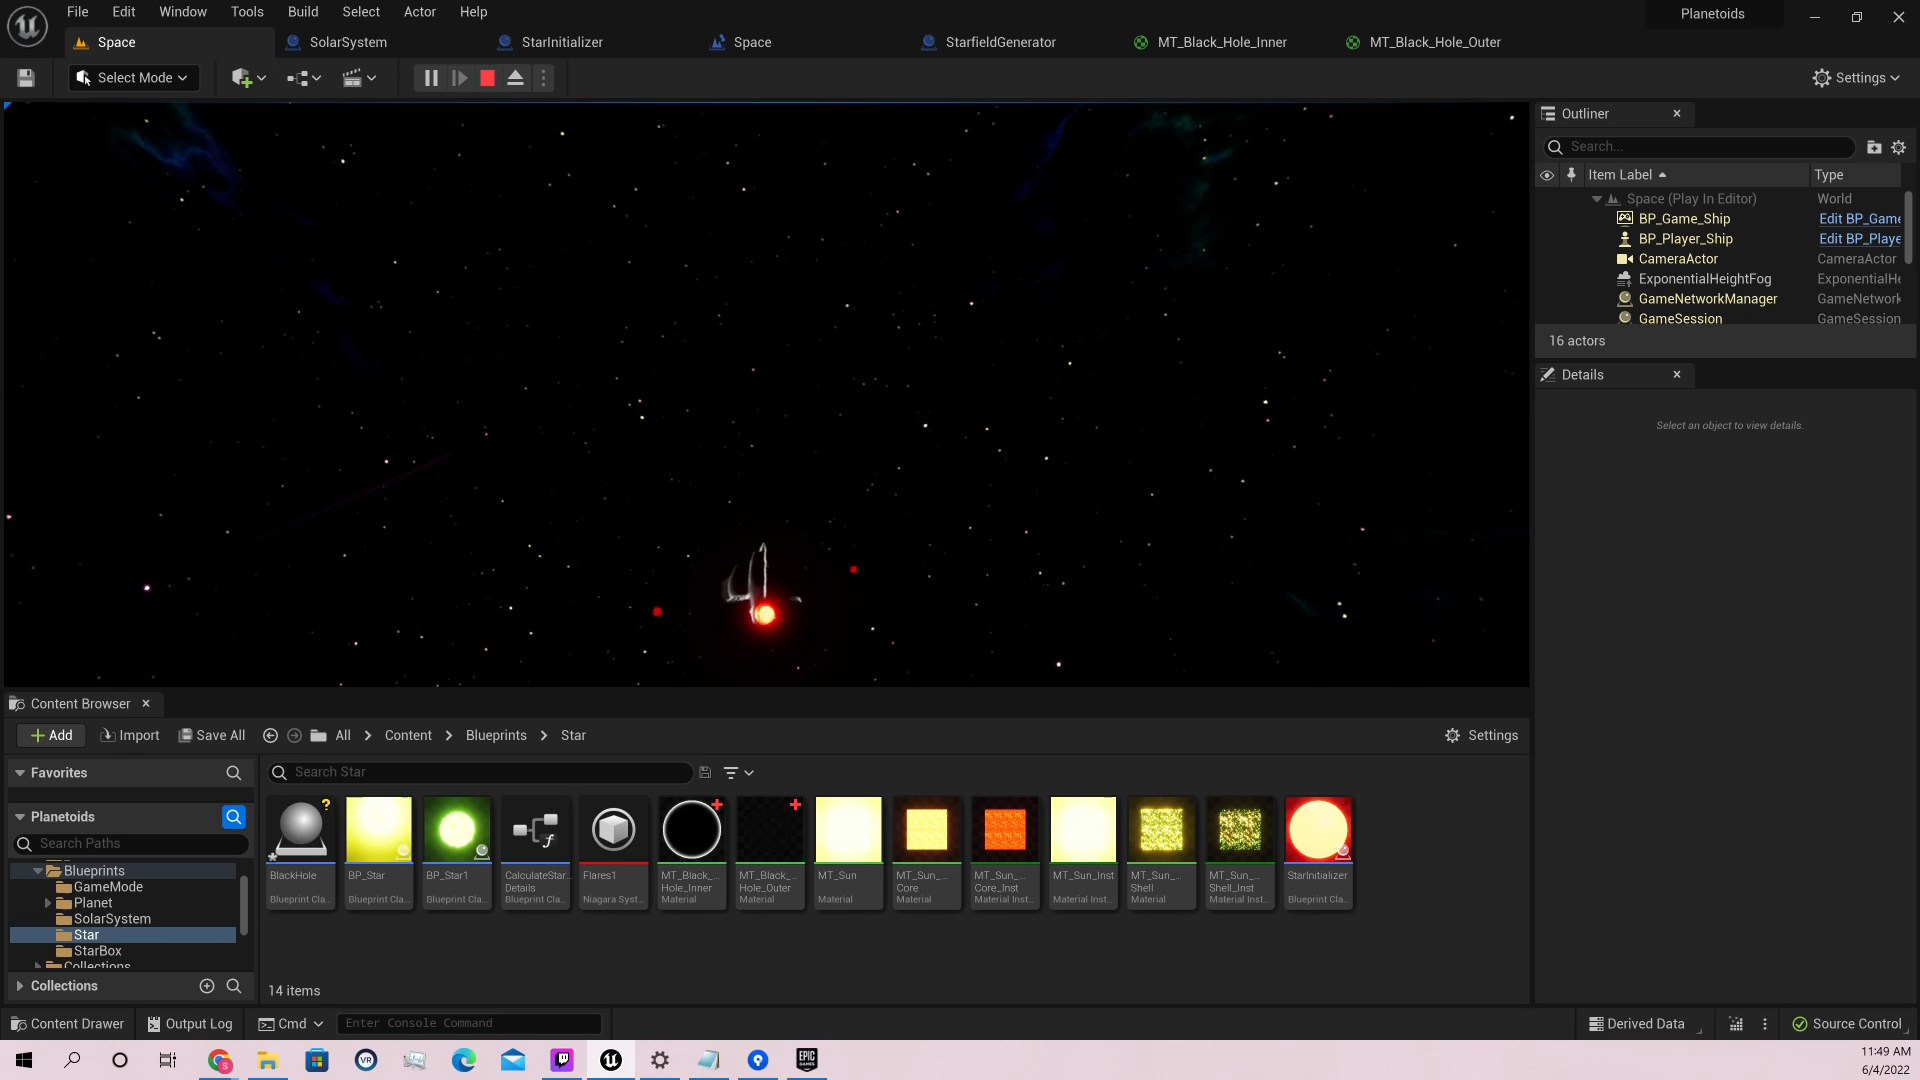 File Edit Window Tools Build Select Actor Help
Planetoids
Space SolarSystem StarInitializer Space StarfieldGenerator MT_Black_Hole_Inner MT_Black_Hole_Outer
Select Mode
Settings
Outliner
Search...
Item Label Type
Space (Play In Editor) World
BP_Game_Ship Edit BP_Game
BP_Player_Ship Edit BP_Playe
CameraActor CameraActor
ExponentialHeightFog ExponentialHe
GameNetworkManager GameNetwork
GameSession GameSession
16 actors
Details
Select an object to view details.
Content Browser
Add Import Save All All Content Blueprints Star Settings
Favorites
Search Star
Planetoids
Search Paths
Blueprints
GameMode
Planet
SolarSystem
Star
StarBox
Collections
Collections
BlackHole
Blueprint Cla...
BP_Star
Blueprint Cla...
BP_Star1
Blueprint Cla...
CalculateStar
Details
Blueprint Cla...
Flares1
Niagara Syst...
MT_Black_...
Hole_Inner
Material
MT_Black_...
Hole_Outer
Material
MT_Sun
Material
MT_Sun_...
Core
Material
MT_Sun_...
Core_Inst
Material Inst...
MT_Sun_Inst
Material Inst...
MT_Sun_...
Shell
Material
MT_Sun_...
Shell_Inst
Material Inst...
StarInitializer
Blueprint Cla...
14 items
Content Drawer Output Log Cmd Enter Console Command Derived Data Source Control
VR
EPIC GAMES
11:49 AM
6/4/2022